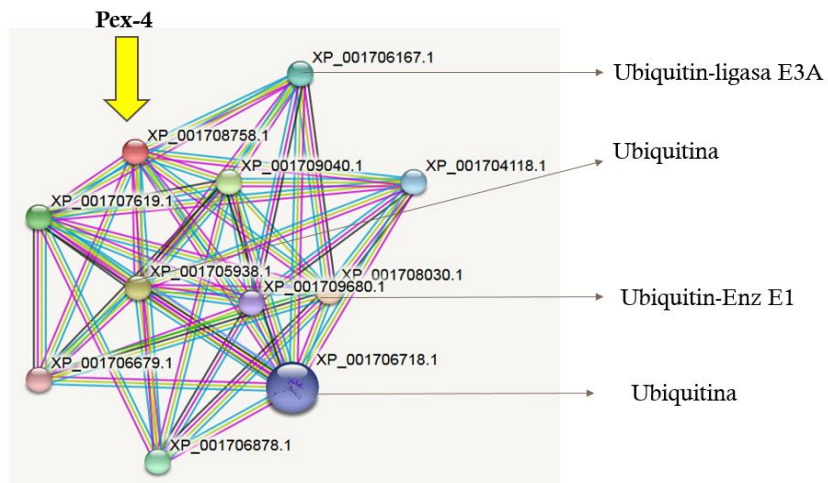 Pex-4
XP_001706167.1
Ubiquitin-ligasa E3A
XP_001708758.1
Ubiquitina
XP_001709040.1
XP_001704118.1
XP_001707619.1
XP_001705938.1
XP_001708030.1
XP_001709680.1
Ubiquitin-Enz E1
XP_001706718.1
XP_001706679.1
Ubiquitina
XP_001706878.1